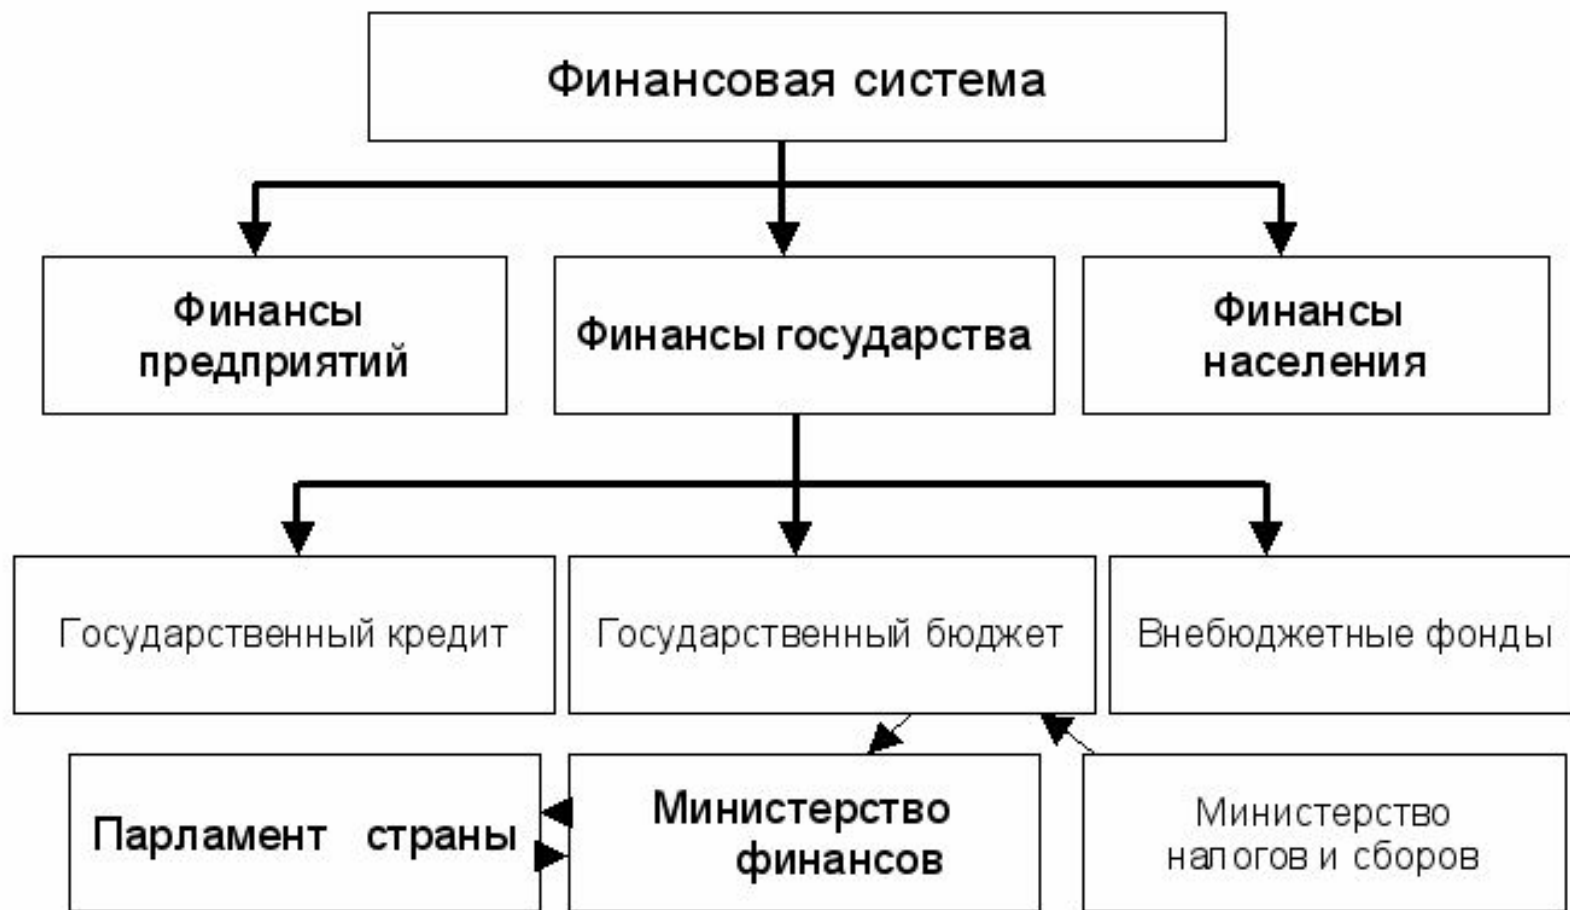 Финансовая система
Финансы
предприятий
Финансы государства
Финансы
населения
Государственный кредит
Государственный бюджет
Внебюджетные фонды
Парламент страны
Министерство
финансов
Министерство
налогов и сборов